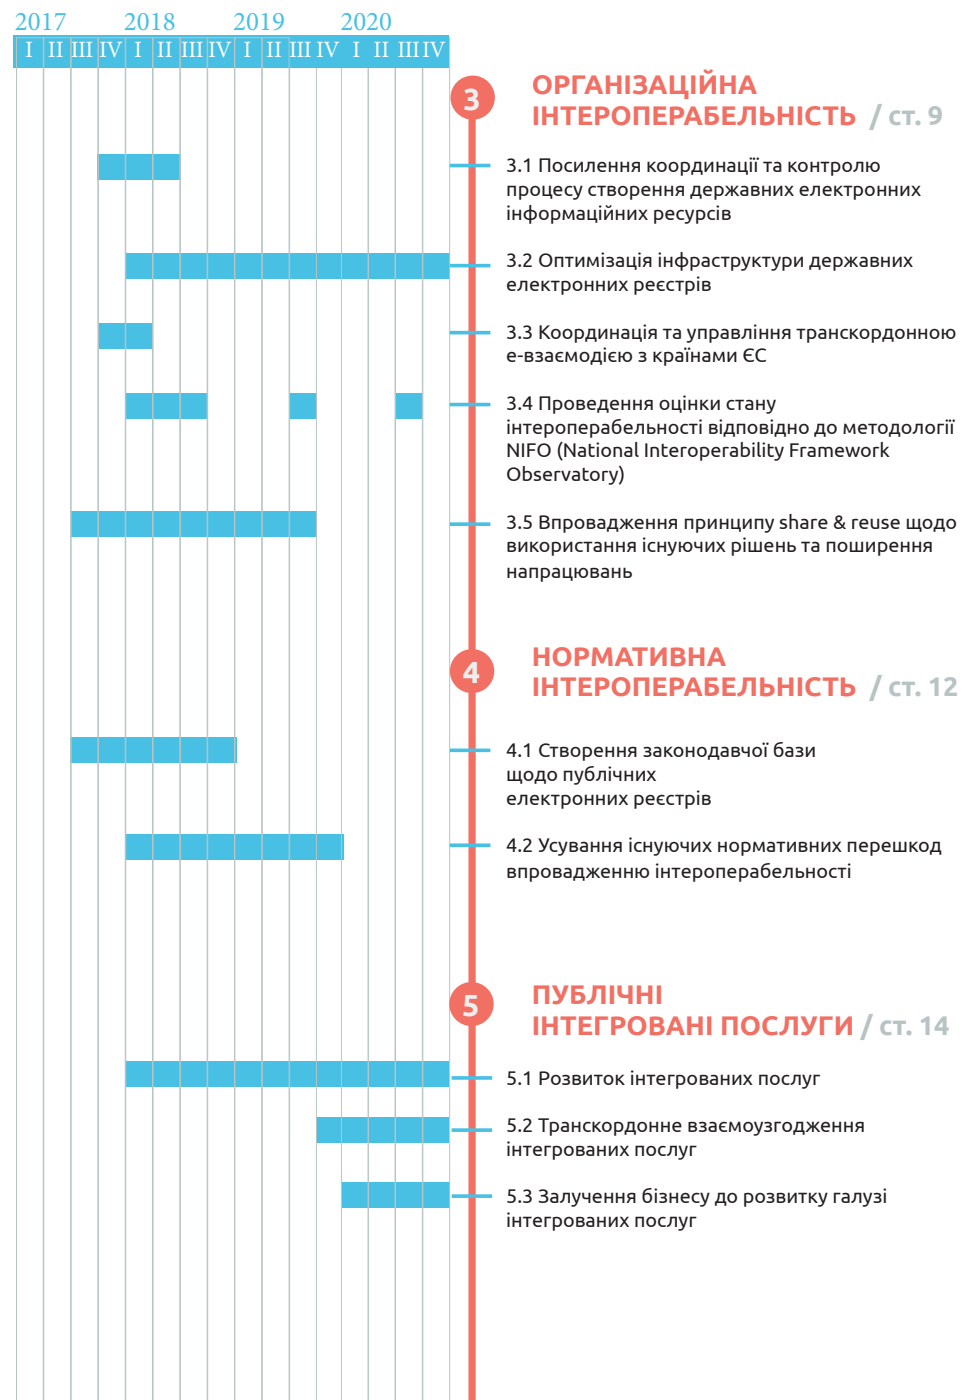 2017 2018 2019 2020
I II III IV I II III IV I II III IV I II III IV
3
ОРГАНІЗАЦІЙНА
ІНТЕРОПЕРАБЕЛЬНІСТЬ / ст. 9
3.1 Посилення координації та контролю
процесу створення державних електронних
інформаційних ресурсів
3.2 Оптимізація інфраструктури державних
електронних реєстрів
3.3 Координація та управління транскордонною
е-взаємодією з країнами ЄС
3.4 Проведення оцінки стану
інтероперабельності відповідно до методології
NIFO (National Interoperability Framework
Observatory)
3.5 Впровадження принципу share & reuse щодо
використання існуючих рішень та поширення
напрацювань
4
НОРМАТИВНА
ІНТЕРОПЕРАБЕЛЬНІСТЬ / ст. 12
4.1 Створення законодавчої бази
щодо публічних
електронних реєстрів
4.2 Усування існуючих нормативних перешкод
впровадженню інтероперабельності
5
ПУБЛІЧНІ
ІНТЕГРОВАНІ ПОСЛУГИ / ст. 14
5.1 Розвиток інтегрованих послуг
5.2 Транскордонне взаємоузгодження
інтегрованих послуг
5.3 Залучення бізнесу до розвитку галузі
інтегрованих послуг